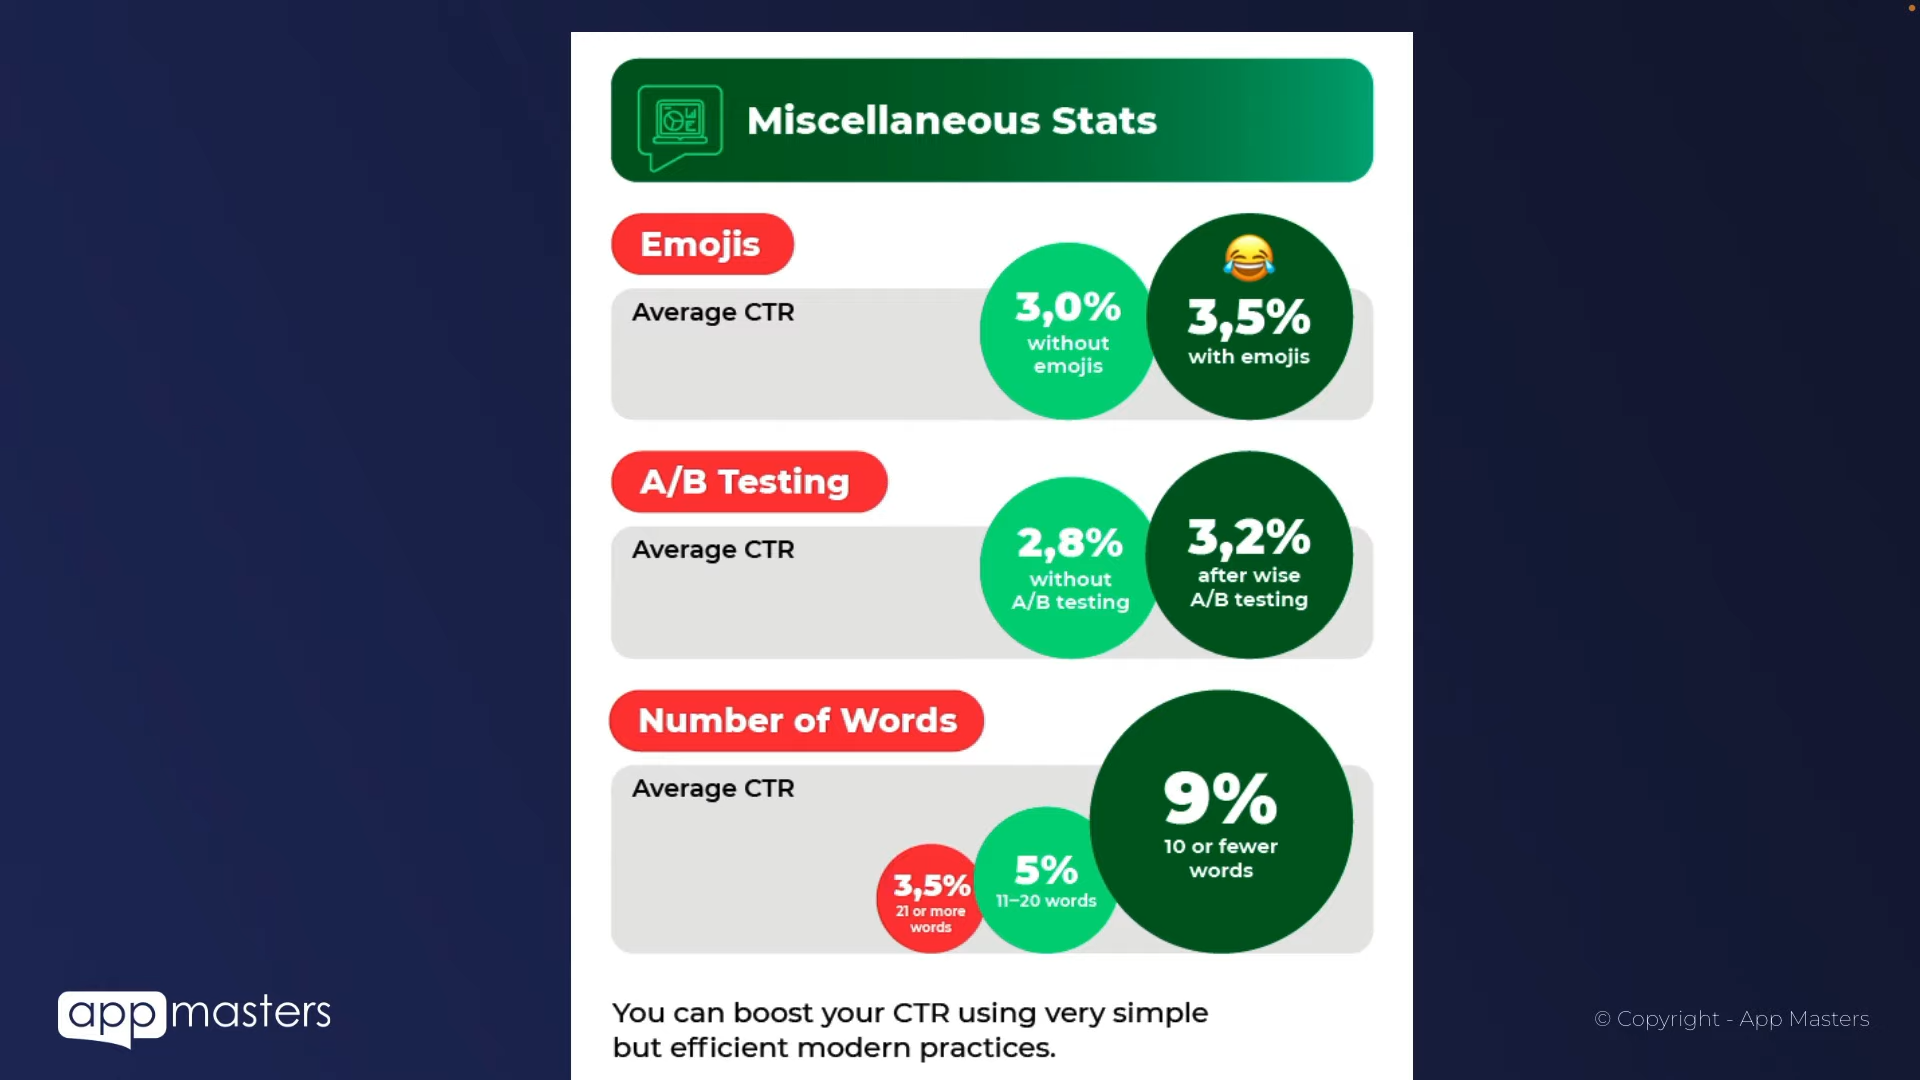 Miscellaneous Stats
Emojis
Average CTR
3,0%
without
emojis
3,5%
with emojis
A/B Testing
Average CTR
2,8%
without
A/B testing
3,2%
after wise
A/B testing
Number of Words
Average CTR
3,5%
21 or more
words
5%
11–20 words
9%
10 or fewer
words
You can boost your CTR using very simple
but efficient modern practices.
appmasters
© Copyright - App Masters